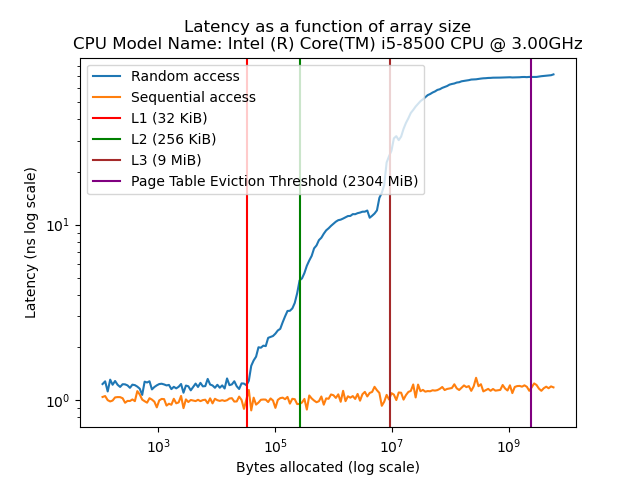 Latency as a function of array size
CPU Model Name: Intel (R) Core(TM) i5-8500 CPU @ 3.00GHz
Random access
Sequential access
L1 (32 KiB)
L2 (256 KiB)
L3 (9 MiB)
Page Table Eviction Threshold (2304 MiB)
Latency (ns log scale)
10¹
10⁰
10³ 10⁵ 10⁷ 10⁹
Bytes allocated (log scale)